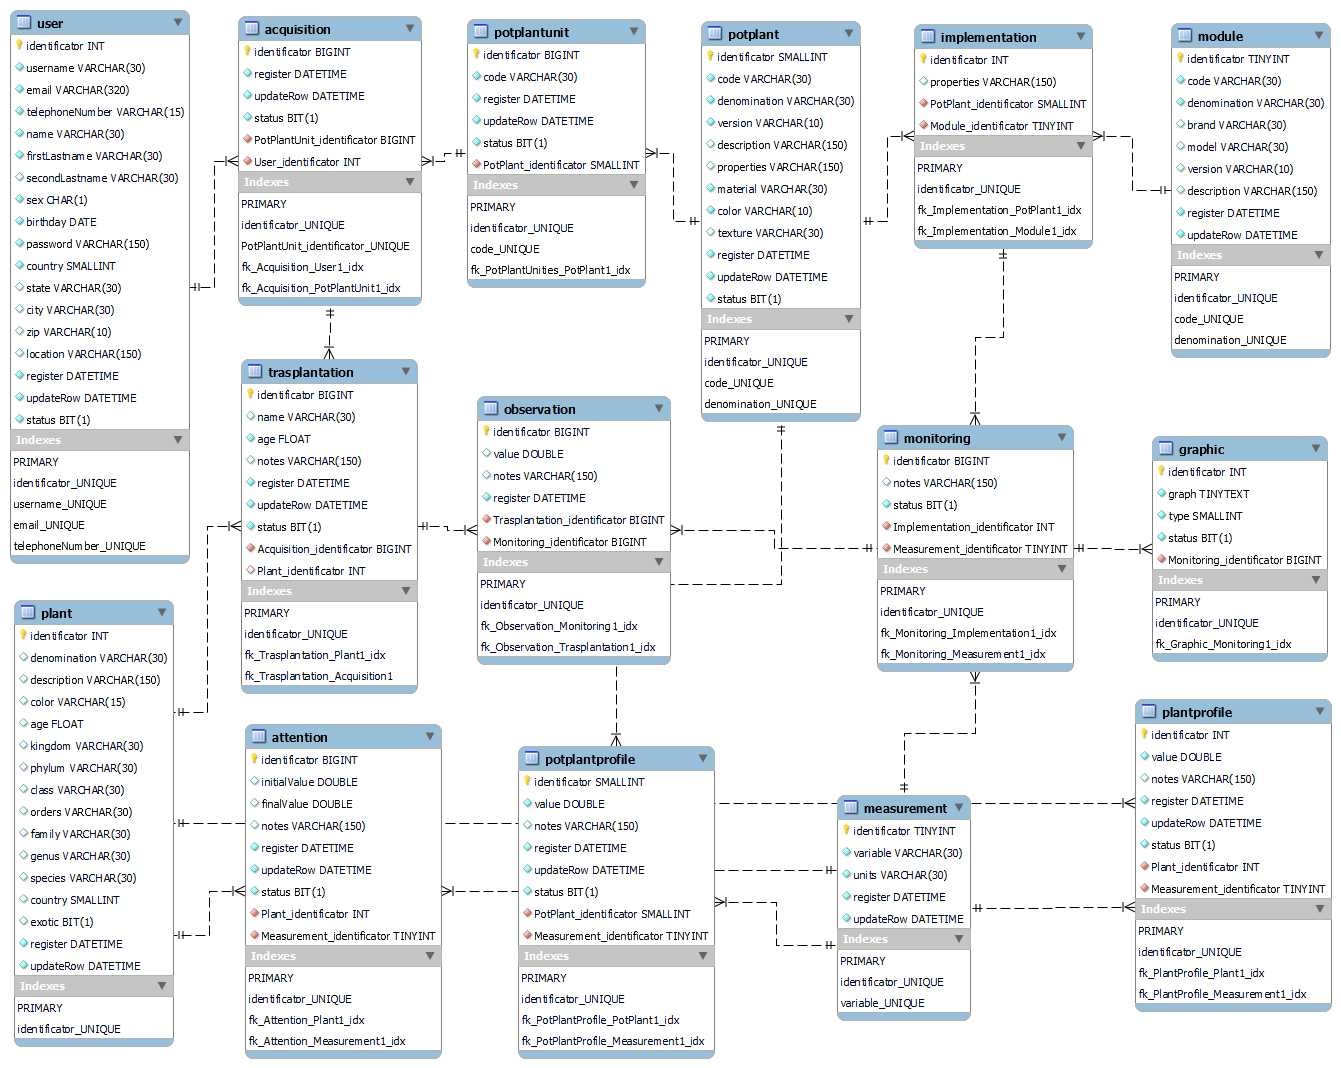 user
identificator INT
username VARCHAR(30)
email VARCHAR(320)
telephoneNumber VARCHAR(15)
name VARCHAR(30)
firstLastname VARCHAR(30)
secondLastname VARCHAR(30)
sex CHAR(1)
birthday DATE
password VARCHAR(150)
country SMALLINT
state VARCHAR(30)
city VARCHAR(30)
zip VARCHAR(10)
location VARCHAR(150)
register DATETIME
updateRow DATETIME
status BIT(1)
Indexes
PRIMARY
identificator_UNIQUE
username_UNIQUE
email_UNIQUE
telephoneNumber_UNIQUE
acquisition
identificator BIGINT
register DATETIME
updateRow DATETIME
status BIT(1)
PotPlantUnit_identificator BIGINT
User_identificator INT
Indexes
PRIMARY
identificator_UNIQUE
PotPlantUnit_identificator_UNIQUE
fk_Acquisition_User1_idx
fk_Acquisition_PotPlantUnit1_idx
potplantunit
identificator BIGINT
code VARCHAR(30)
register DATETIME
updateRow DATETIME
status BIT(1)
PotPlant_identificator SMALLINT
Indexes
PRIMARY
identificator_UNIQUE
code_UNIQUE
fk_PotPlantUnities_PotPlant1_idx
potplant
identificator SMALLINT
code VARCHAR(30)
denomination VARCHAR(30)
version VARCHAR(10)
description VARCHAR(150)
properties VARCHAR(150)
material VARCHAR(30)
color VARCHAR(10)
texture VARCHAR(30)
register DATETIME
updateRow DATETIME
status BIT(1)
Indexes
PRIMARY
identificator_UNIQUE
code_UNIQUE
denomination_UNIQUE
implementation
identificator INT
properties VARCHAR(150)
PotPlant_identificator SMALLINT
Module_identificator TINYINT
Indexes
PRIMARY
identificator_UNIQUE
fk_Implementation_PotPlant1_idx
fk_Implementation_Module1_idx
module
identificator TINYINT
code VARCHAR(30)
denomination VARCHAR(30)
brand VARCHAR(30)
model VARCHAR(30)
version VARCHAR(10)
description VARCHAR(150)
register DATETIME
updateRow DATETIME
Indexes
PRIMARY
identificator_UNIQUE
code_UNIQUE
denomination_UNIQUE
trasplantation
identificator BIGINT
name VARCHAR(30)
age FLOAT
notes VARCHAR(150)
register DATETIME
updateRow DATETIME
status BIT(1)
Acquisition_identificator BIGINT
Plant_identificator INT
Indexes
PRIMARY
identificator_UNIQUE
fk_Trasplantation_Plant1_idx
fk_Trasplantation_Acquisition1
observation
identificator BIGINT
value DOUBLE
notes VARCHAR(150)
register DATETIME
Trasplantation_identificator BIGINT
Monitoring_identificator BIGINT
Indexes
PRIMARY
identificator_UNIQUE
fk_Observation_Monitoring1_idx
fk_Observation_Trasplantation1_idx
monitoring
identificator BIGINT
notes VARCHAR(150)
status BIT(1)
Implementation_identificator INT
Measurement_identificator TINYINT
Indexes
PRIMARY
identificator_UNIQUE
fk_Monitoring_Implementation1_idx
fk_Monitoring_Measurement1_idx
graphic
identificator INT
graph TINYTEXT
type SMALLINT
status BIT(1)
Monitoring_identificator BIGINT
Indexes
PRIMARY
identificator_UNIQUE
fk_Graphic_Monitoring1_idx
plant
identificator INT
denomination VARCHAR(30)
description VARCHAR(150)
color VARCHAR(15)
age FLOAT
kingdom VARCHAR(30)
phylum VARCHAR(30)
class VARCHAR(30)
orders VARCHAR(30)
family VARCHAR(30)
genus VARCHAR(30)
species VARCHAR(30)
country SMALLINT
exotic BIT(1)
register DATETIME
updateRow DATETIME
Indexes
PRIMARY
identificator_UNIQUE
attention
identificator BIGINT
initialValue DOUBLE
finalValue DOUBLE
notes VARCHAR(150)
register DATETIME
updateRow DATETIME
status BIT(1)
Plant_identificator INT
Measurement_identificator TINYINT
Indexes
PRIMARY
identificator_UNIQUE
fk_Attention_Plant1_idx
fk_Attention_Measurement1_idx
potplantprofile
identificator SMALLINT
value DOUBLE
notes VARCHAR(150)
register DATETIME
updateRow DATETIME
status BIT(1)
PotPlant_identificator SMALLINT
Measurement_identificator TINYINT
Indexes
PRIMARY
identificator_UNIQUE
fk_PotPlantProfile_PotPlant1_idx
fk_PotPlantProfile_Measurement1_idx
measurement
identificator TINYINT
variable VARCHAR(30)
units VARCHAR(30)
register DATETIME
updateRow DATETIME
Indexes
PRIMARY
identificator_UNIQUE
variable_UNIQUE
plantprofile
identificator INT
value DOUBLE
notes VARCHAR(150)
register DATETIME
updateRow DATETIME
status BIT(1)
Plant_identificator INT
Measurement_identificator TINYINT
Indexes
PRIMARY
identificator_UNIQUE
fk_PlantProfile_Plant1_idx
fk_PlantProfile_Measurement1_idx